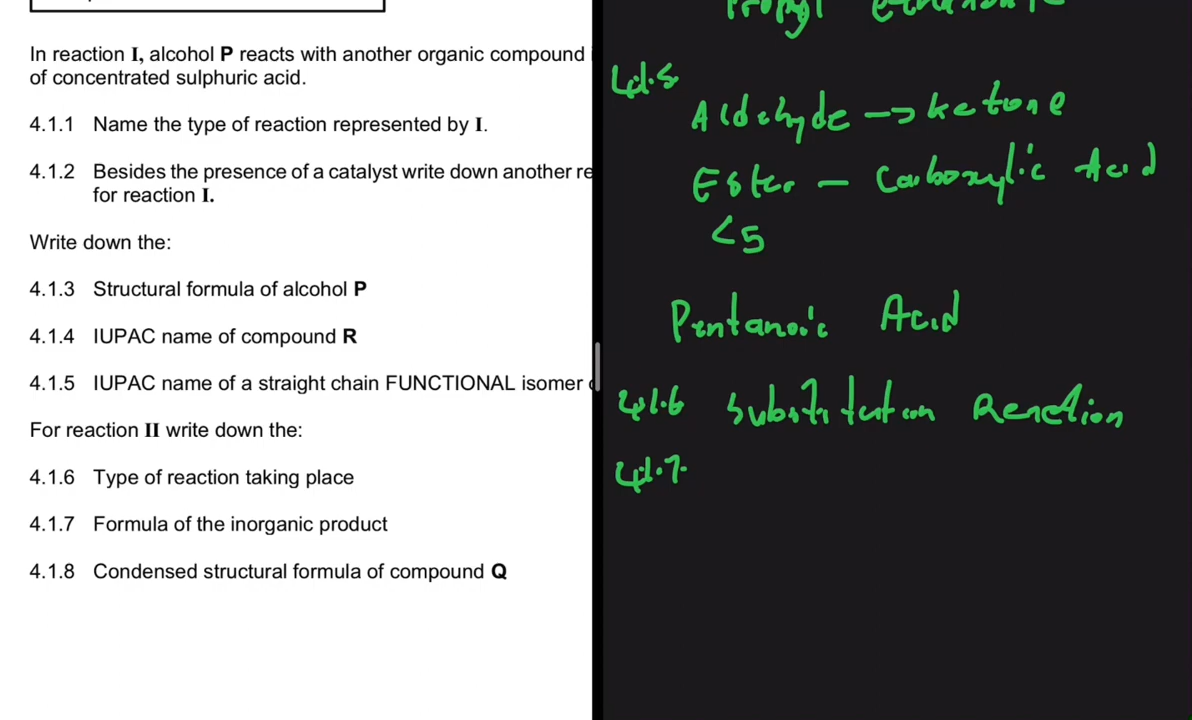 In reaction I, alcohol P reacts with another organic compound
of concentrated sulphuric acid.
4.1.1 Name the type of reaction represented by I.
4.1.2 Besides the presence of a catalyst write down another re
for reaction I.
Write down the:
4.1.3 Structural formula of alcohol P
4.1.4 IUPAC name of compound R
4.1.5 IUPAC name of a straight chain FUNCTIONAL isomer
For reaction II write down the:
4.1.6 Type of reaction taking place
4.1.7 Formula of the inorganic product
4.1.8 Condensed structural formula of compound Q
Propyl
4.1.5
Aldehyde → ketone
Ester – Carboxylic Acid
<5
Pentanoic Acid
4.1.6 Substitution Reaction
4.1.7